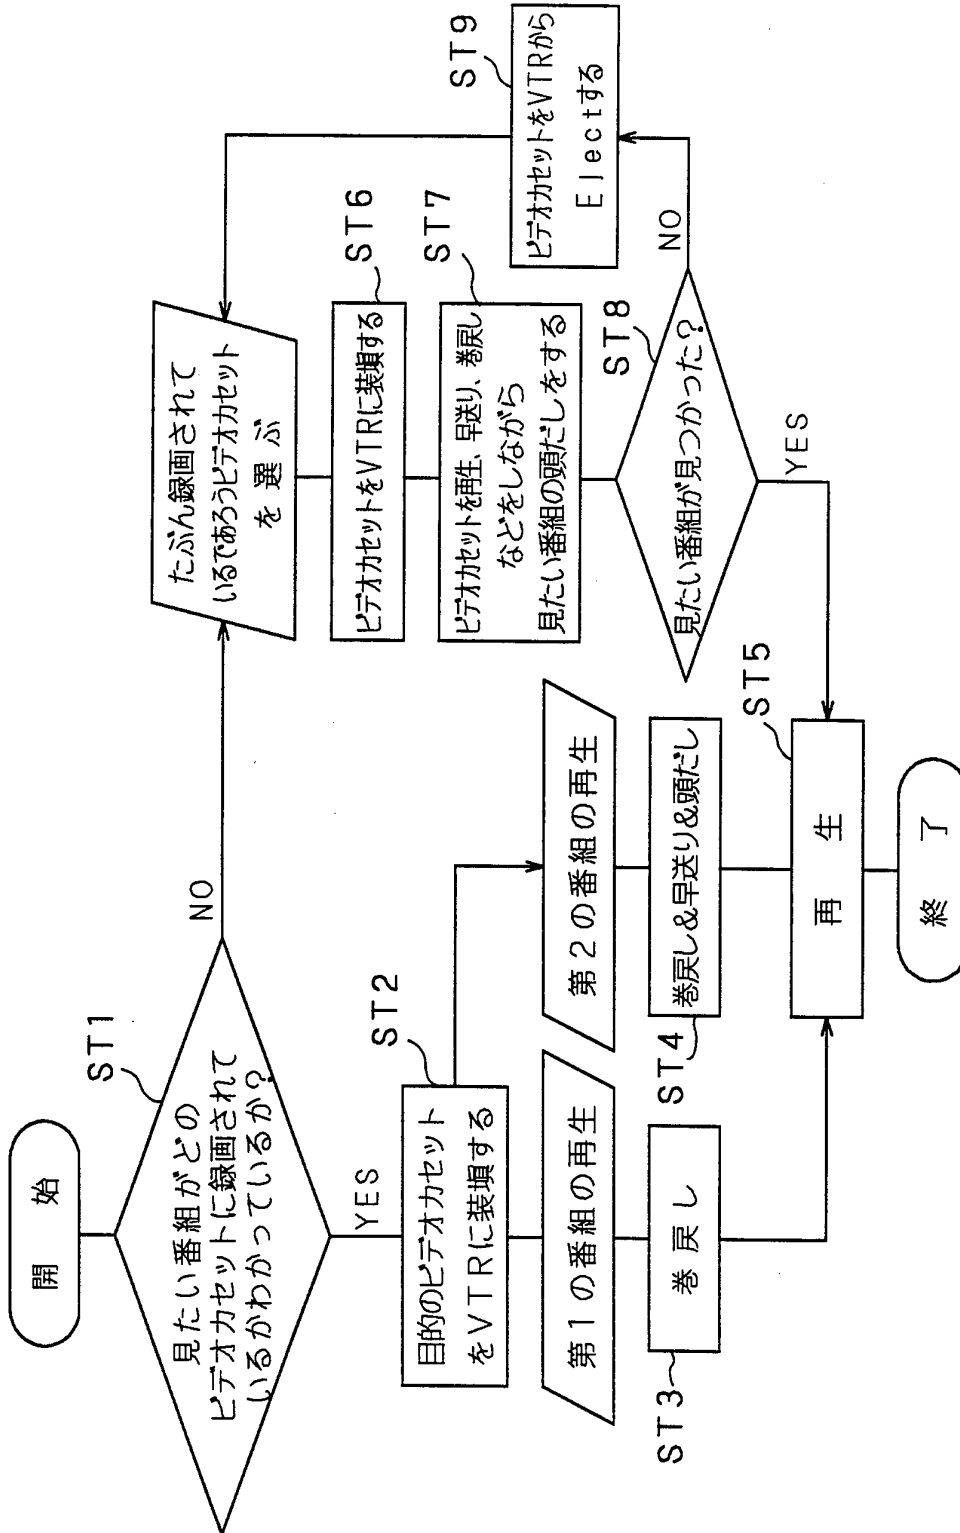 開始
ST1
見たい番組がどの
ビデオカセットに録画されて
いるかわかっているか?
NO
YES
ST2
目的のビデオカセット
をVTRに装填する
第1の番組の再生
第2の番組の再生
ST3
巻戻し
ST4
巻戻し&早送り&頭だし
ST5
再生
終了
たぶん録画されて
いるであろうビデオカセット
を選ぶ
ST6
ビデオカセットをVTRに装填する
ST7
ビデオカセットを再生、早送り、巻戻し
などをしながら
見たい番組の頭だしをする
ST8
見たい番組が見つかった?
NO
YES
ST9
ビデオカセットをVTRから
Ejectする